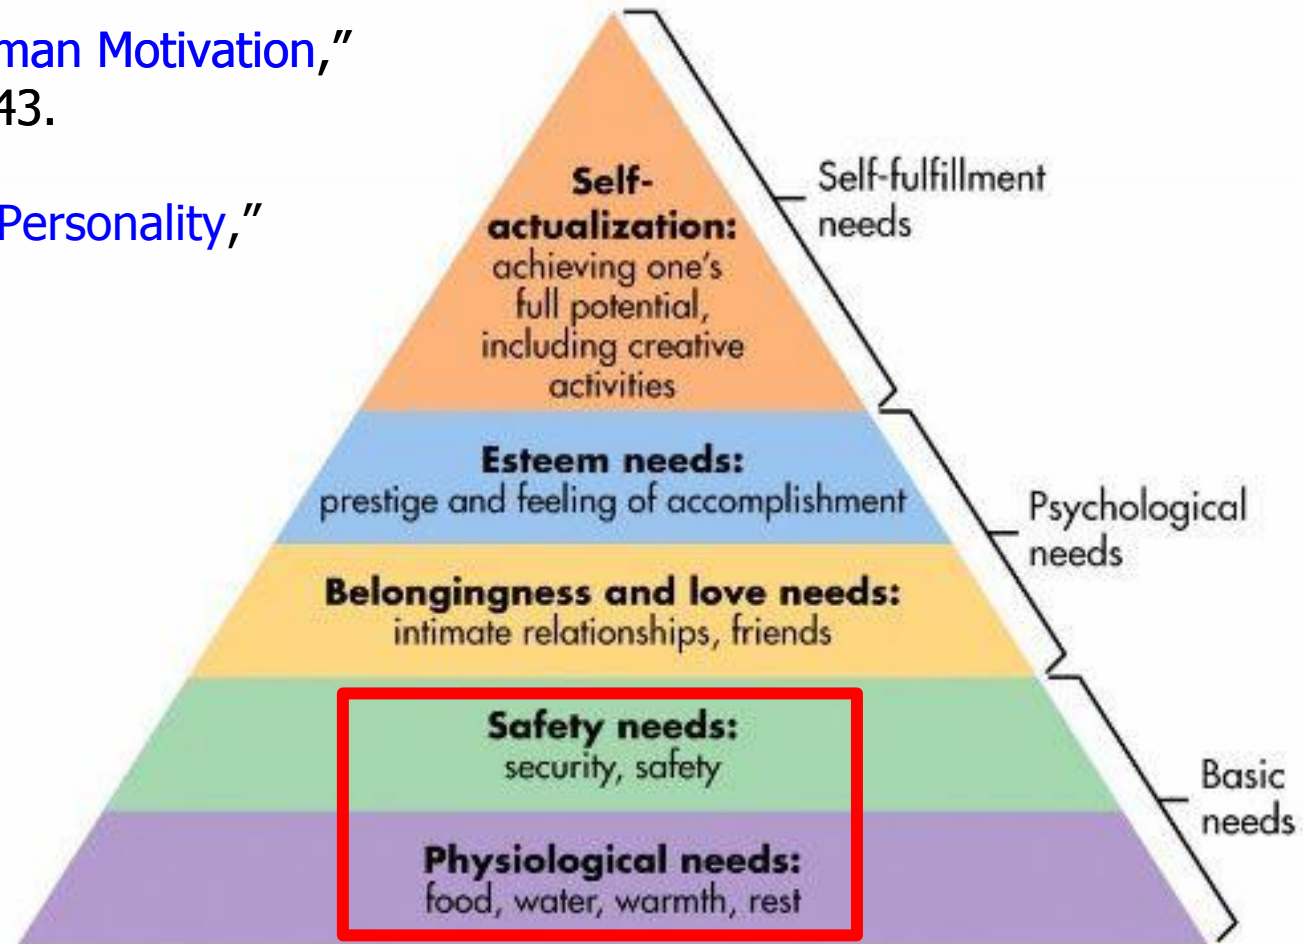 man Motivation,”
43.
Personality,”
Self-
actualization:
achieving one’s
full potential,
including creative
activities
Self-fulfillment
needs
Esteem needs:
prestige and feeling of accomplishment
Psychological
needs
Belongingness and love needs:
intimate relationships, friends
Safety needs:
security, safety
Basic
needs
Physiological needs:
food, water, warmth, rest